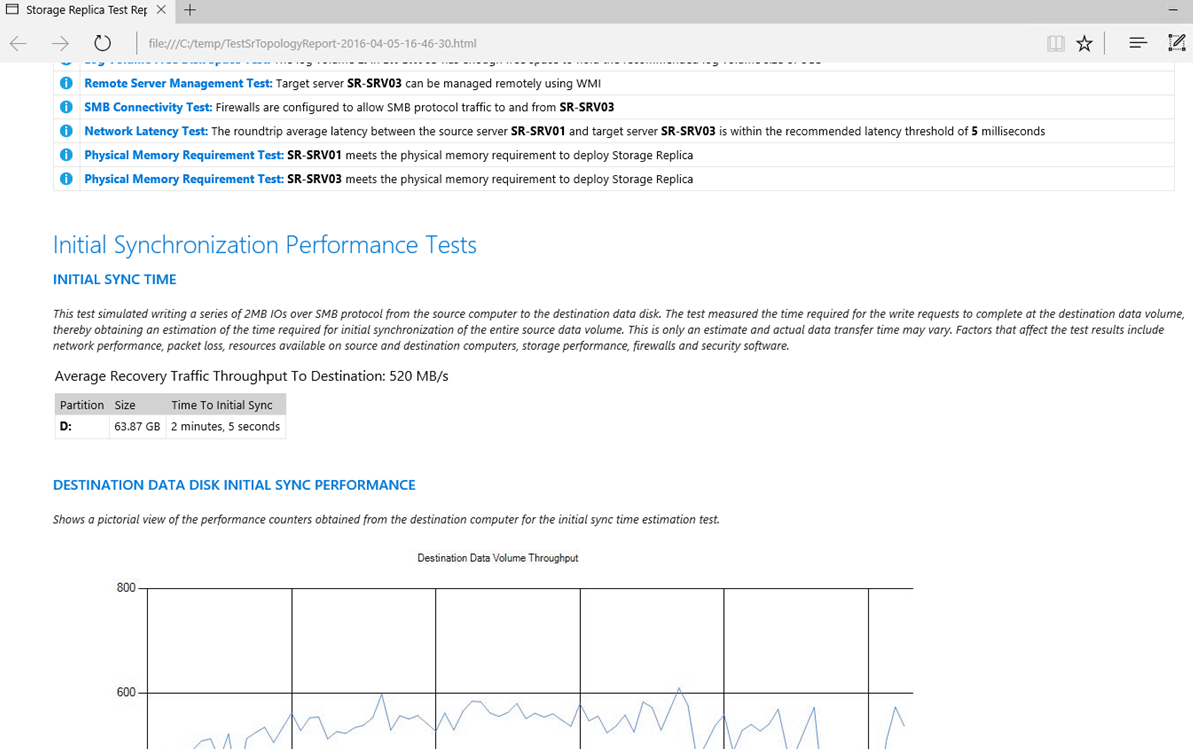 Storage Replica Test Rep
file:///C:/temp/TestSrTopologyReport-2016-04-05-16-46-30.html
Remote Server Management Test: Target server SR-SRV03 can be managed remotely using WMI
SMB Connectivity Test: Firewalls are configured to allow SMB protocol traffic to and from SR-SRV03
Network Latency Test: The roundtrip average latency between the source server SR-SRV01 and target server SR-SRV03 is within the recommended latency threshold of 5 milliseconds
Physical Memory Requirement Test: SR-SRV01 meets the physical memory requirement to deploy Storage Replica
Physical Memory Requirement Test: SR-SRV03 meets the physical memory requirement to deploy Storage Replica
Initial Synchronization Performance Tests
INITIAL SYNC TIME
This test simulated writing a series of 2MB IOs over SMB protocol from the source computer to the destination data disk. The test measured the time required for the write requests to complete at the destination data volume,
thereby obtaining an estimation of the time required for initial synchronization of the entire source data volume. This is only an estimate and actual data transfer time may vary. Factors that affect the test results include
network performance, packet loss, resources available on source and destination computers, storage performance, firewalls and security software.
Average Recovery Traffic Throughput To Destination: 520 MB/s
Partition Size Time To Initial Sync
D: 63.87 GB 2 minutes, 5 seconds
DESTINATION DATA DISK INITIAL SYNC PERFORMANCE
Shows a pictorial view of the performance counters obtained from the destination computer for the initial sync time estimation test.
Destination Data Volume Throughput
800
600